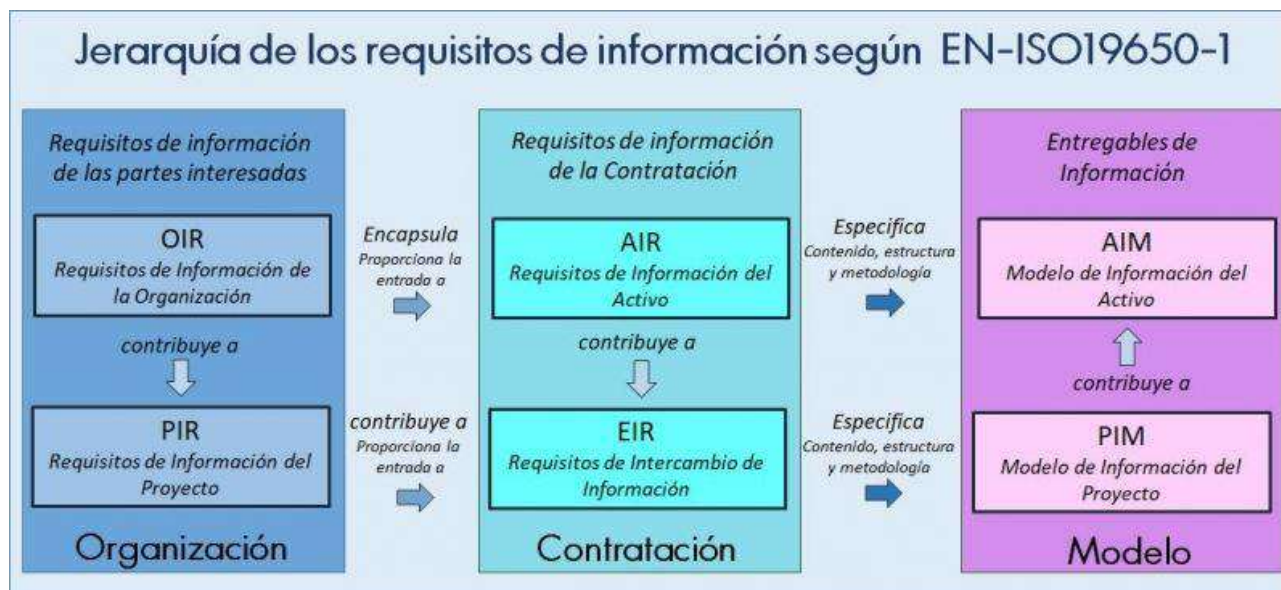 Jerarquía de los requisitos de información según EN-ISO19650-1
Requisitos de información
de las partes interesadas
OIR
Requisitos de Información de
la Organización
contribuye a
PIR
Requisitos de Información del
Proyecto
Organización
Encapsula
Proporciona la
entrada a
contribuye a
Proporciona la
entrada a
Requisitos de información
de la Contratación
AIR
Requisitos de Información del
Activo
contribuye a
EIR
Requisitos de Intercambio de
Información
Contratación
Especifica
Contenido, estructura
y metodología
Especifica
Contenido, estructura
y metodología
Entregables de
Información
AIM
Modelo de Información del
Activo
contribuye a
PIM
Modelo de Información del
Proyecto
Modelo